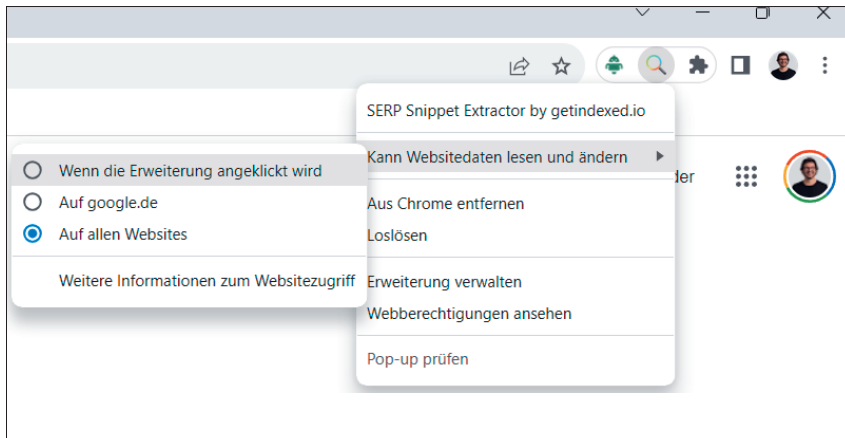 SERP Snippet Extractor by getindexed.io
Kann Websitedaten lesen und ändern
der
Wenn die Erweiterung angeklickt wird
Auf google.de
Auf allen Websites
Weitere Informationen zum Websitezugriff
Aus Chrome entfernen
Loslösen
Erweiterung verwalten
Webberechtigungen ansehen
Pop-up prüfen